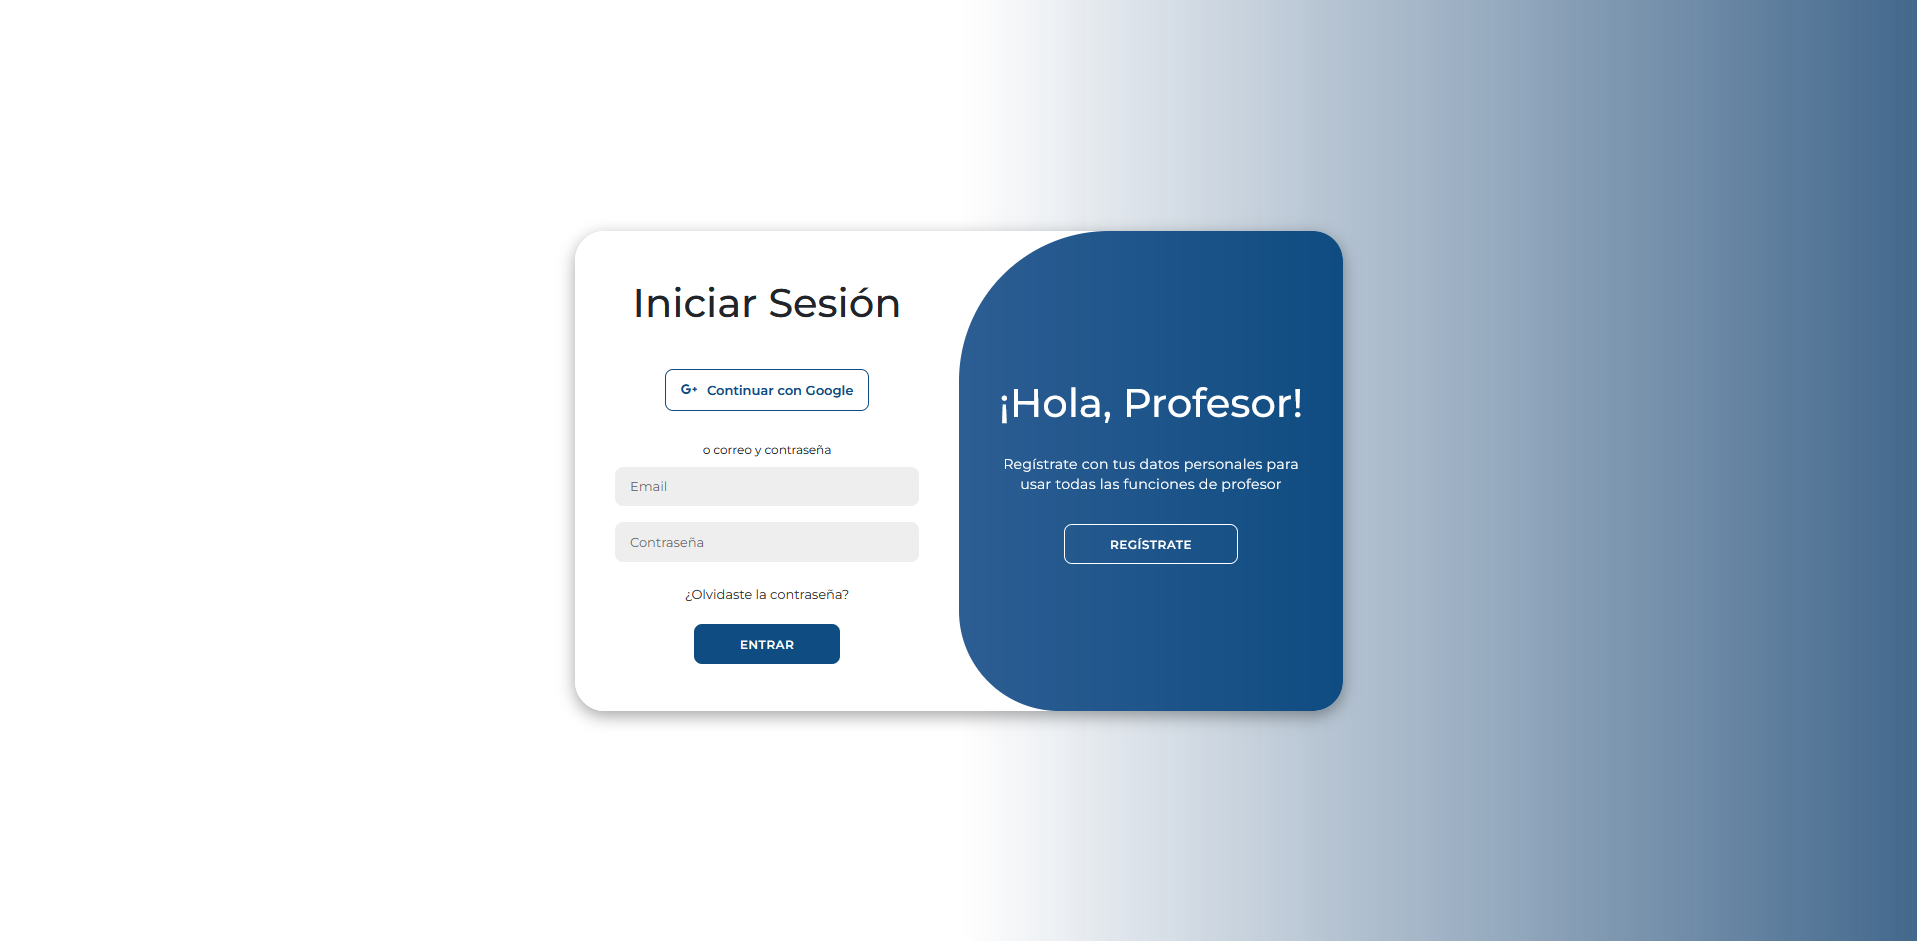 Iniciar Sesión
G+ Continuar con Google
o correo y contraseña
Email
Contraseña
¿Olvidaste la contraseña?
ENTRAR
¡Hola, Profesor!
Regístrate con tus datos personales para
usar todas las funciones de profesor
REGÍSTRATE